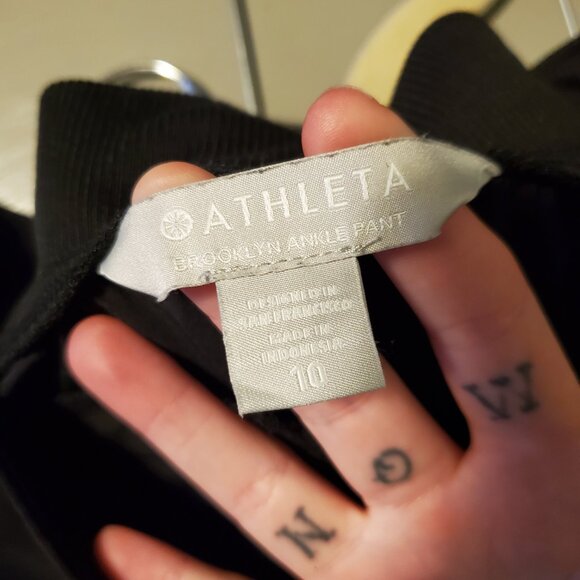 ATHLETA
BROOKLYN ANKLE PANT
DESIGNED IN
SAN FRANCISCO
MADE IN
INDONESIA
10
W
G
N